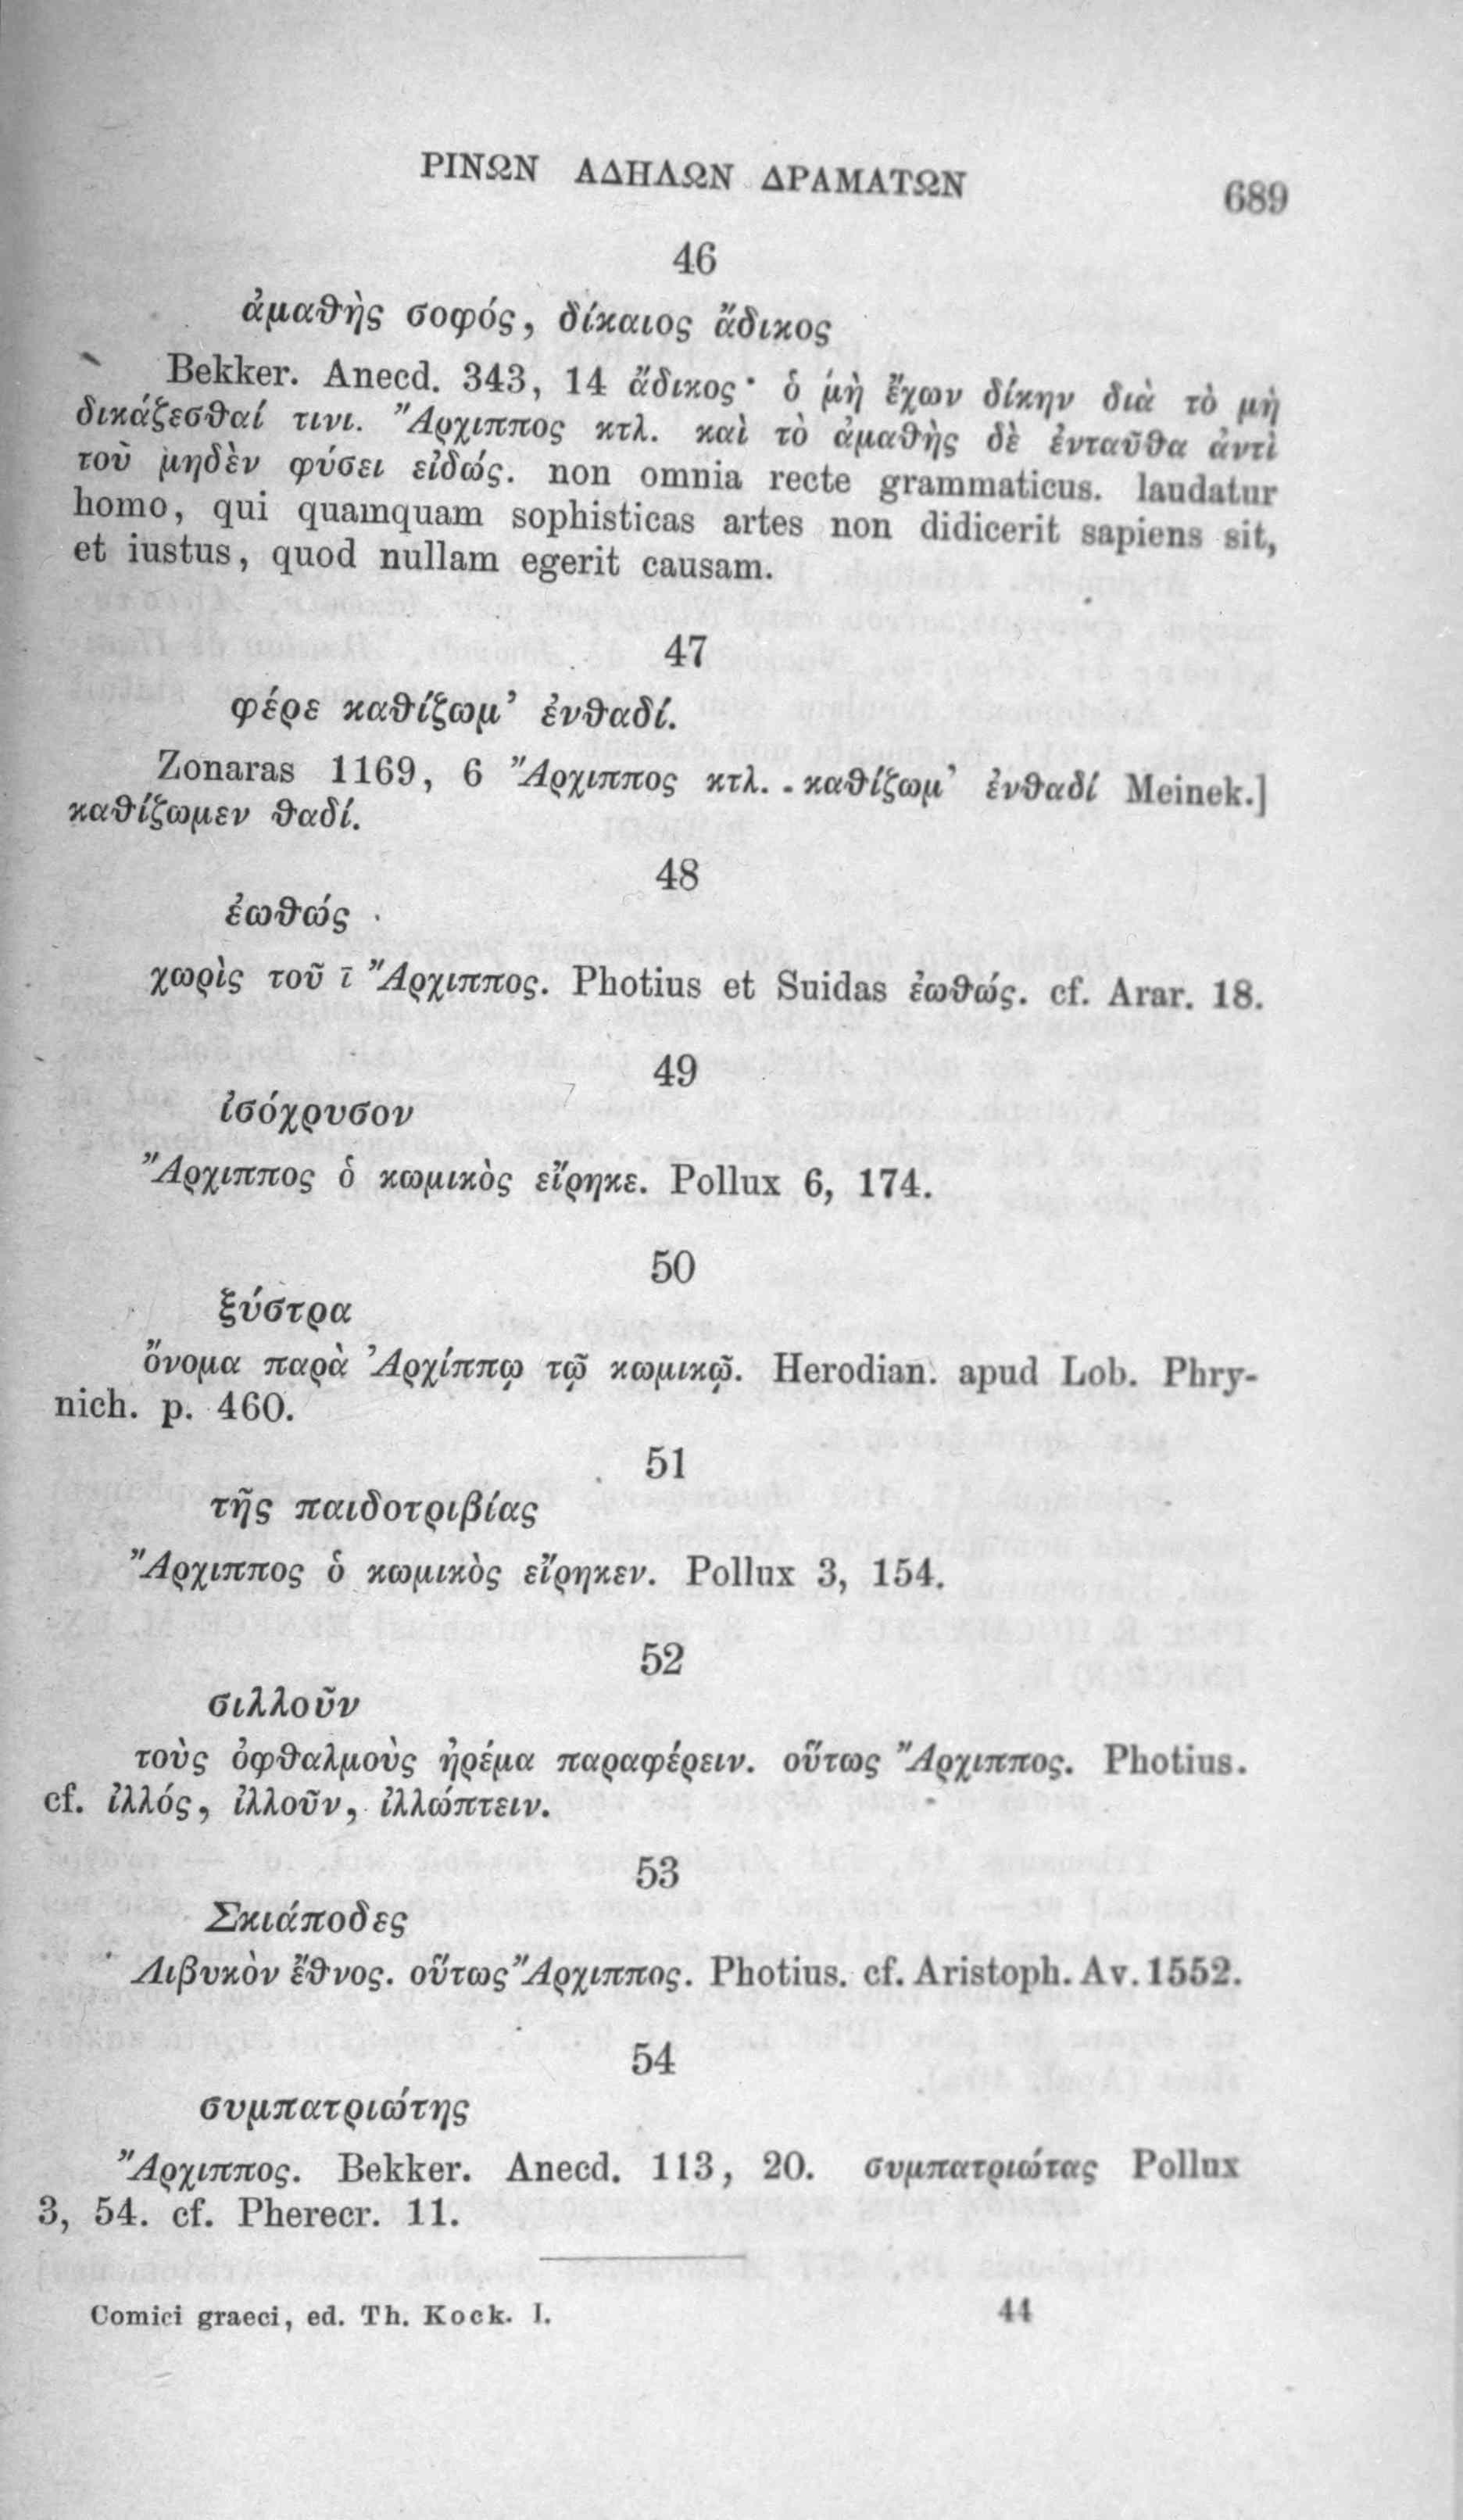 ΡΙΝΩΝ ΑΔΗΛΩΝ ΔΡΑΜΑΤΩΝ 689
46
ἀμαθὴς σοφός, δίκαιος ἄδικος
Bekker. Anecd. 343, 14 ἄδικος· ὁ μὴ ἔχων δίκην διὰ τὸ μὴ
δικάζεσθαί τινι. Ἄρχιππος κτλ. καὶ τὸ ἀμαθὴς δὲ ἐνταῦθα ἀντὶ
τοῦ μηδὲν φύσει εἰδώς. non omnia recte grammaticus. laudatur
homo, qui quamquam sophisticas artes non didicerit sapiens sit,
et iustus, quod nullam egerit causam.
47
φέρε καθίζωμ’ ἐνθαδί.
Zonaras 1169, 6 Ἄρχιππος κτλ. . καθίζωμ’ ἐνθαδί Meinek.]
καθίζωμεν θαδί.
48
ἐωθώς
χωρὶς τοῦ ῑ Ἄρχιππος. Photius et Suidas ἐωθώς. cf. Arar. 18.
49
ἰσόχρυσον
Ἄρχιππος ὁ κωμικὸς εἴρηκε. Pollux 6, 174.
50
ξύστρα
ὄνομα παρὰ Ἀρχίππῳ τῷ κωμικῷ. Herodian. apud Lob. Phry-
nich. p. 460.
51
τῆς παιδοτριβίας
Ἄρχιππος ὁ κωμικὸς εἴρηκεν. Pollux 3, 154.
52
σιλλοῦν
τοὺς ὀφθαλμοὺς ἠρέμα παραφέρειν. οὕτως Ἄρχιππος. Photius.
cf. ἰλλός, ἰλλοῦν, ἰλλώπτειν.
53
Σκιάποδες
Λιβυκὸν ἔθνος. οὕτως Ἄρχιππος. Photius. cf. Aristoph. Av. 1552.
54
συμπατριώτης
Ἄρχιππος. Bekker. Anecd. 113, 20. συμπατριώτας Pollux
3, 54. cf. Pherecr. 11.
Comici graeci, ed. Th. Kock. I. 44